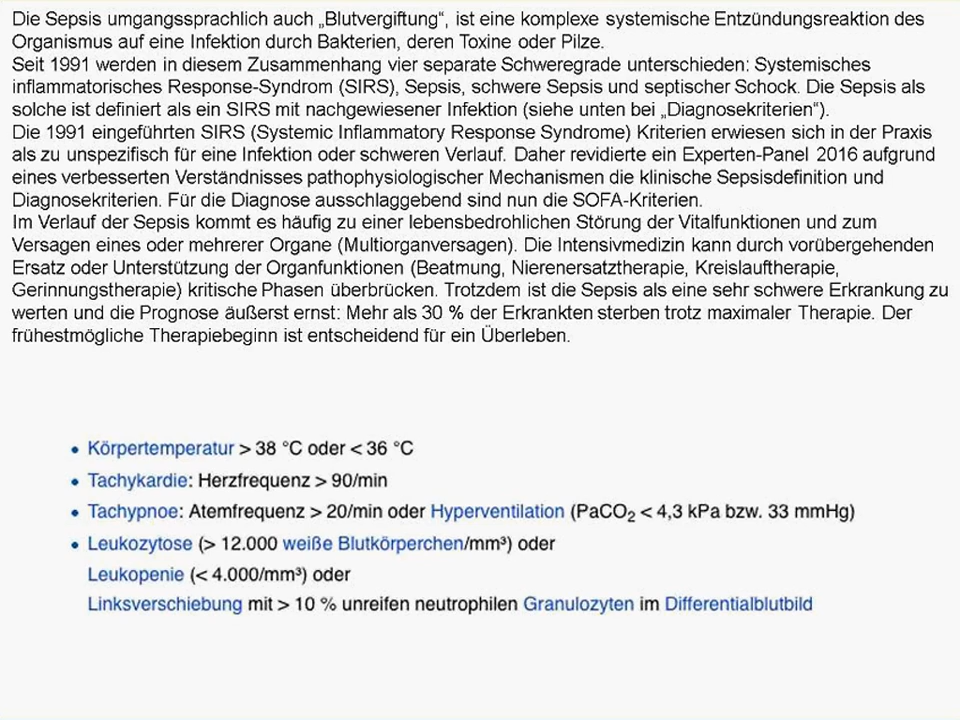 Die Sepsis umgangssprachlich auch „Blutvergiftung“, ist eine komplexe systemische Entzündungsreaktion des
Organismus auf eine Infektion durch Bakterien, deren Toxine oder Pilze.
Seit 1991 werden in diesem Zusammenhang vier separate Schweregrade unterschieden: Systemisches
inflammatorisches Response-Syndrom (SIRS), Sepsis, schwere Sepsis und septischer Schock. Die Sepsis als
solche ist definiert als ein SIRS mit nachgewiesener Infektion (siehe unten bei „Diagnosekriterien“).
Die 1991 eingeführten SIRS (Systemic Inflammatory Response Syndrome) Kriterien erwiesen sich in der Praxis
als zu unspezifisch für eine Infektion oder schweren Verlauf. Daher revidierte ein Experten-Panel 2016 aufgrund
eines verbesserten Verständnisses pathophysiologischer Mechanismen die klinische Sepsisdefinition und
Diagnosekriterien. Für die Diagnose ausschlaggebend sind nun die SOFA-Kriterien.
Im Verlauf der Sepsis kommt es häufig zu einer lebensbedrohlichen Störung der Vitalfunktionen und zum
Versagen eines oder mehrerer Organe (Multiorganversagen). Die Intensivmedizin kann durch vorübergehenden
Ersatz oder Unterstützung der Organfunktionen (Beatmung, Nierenersatztherapie, Kreislauftherapie,
Gerinnungstherapie) kritische Phasen überbrücken. Trotzdem ist die Sepsis als eine sehr schwere Erkrankung zu
werten und die Prognose äußerst ernst: Mehr als 30 % der Erkrankten sterben trotz maximaler Therapie. Der
frühestmögliche Therapiebeginn ist entscheidend für ein Überleben.
• Körpertemperatur > 38 °C oder < 36 °C
• Tachykardie: Herzfrequenz > 90/min
• Tachypnoe: Atemfrequenz > 20/min oder Hyperventilation (PaCO₂ < 4,3 kPa bzw. 33 mmHg)
• Leukozytose (> 12.000 weiße Blutkörperchen/mm³) oder
Leukopenie (< 4.000/mm³) oder
Linksverschiebung mit > 10 % unreifen neutrophilen Granulozyten im Differentialblutbild